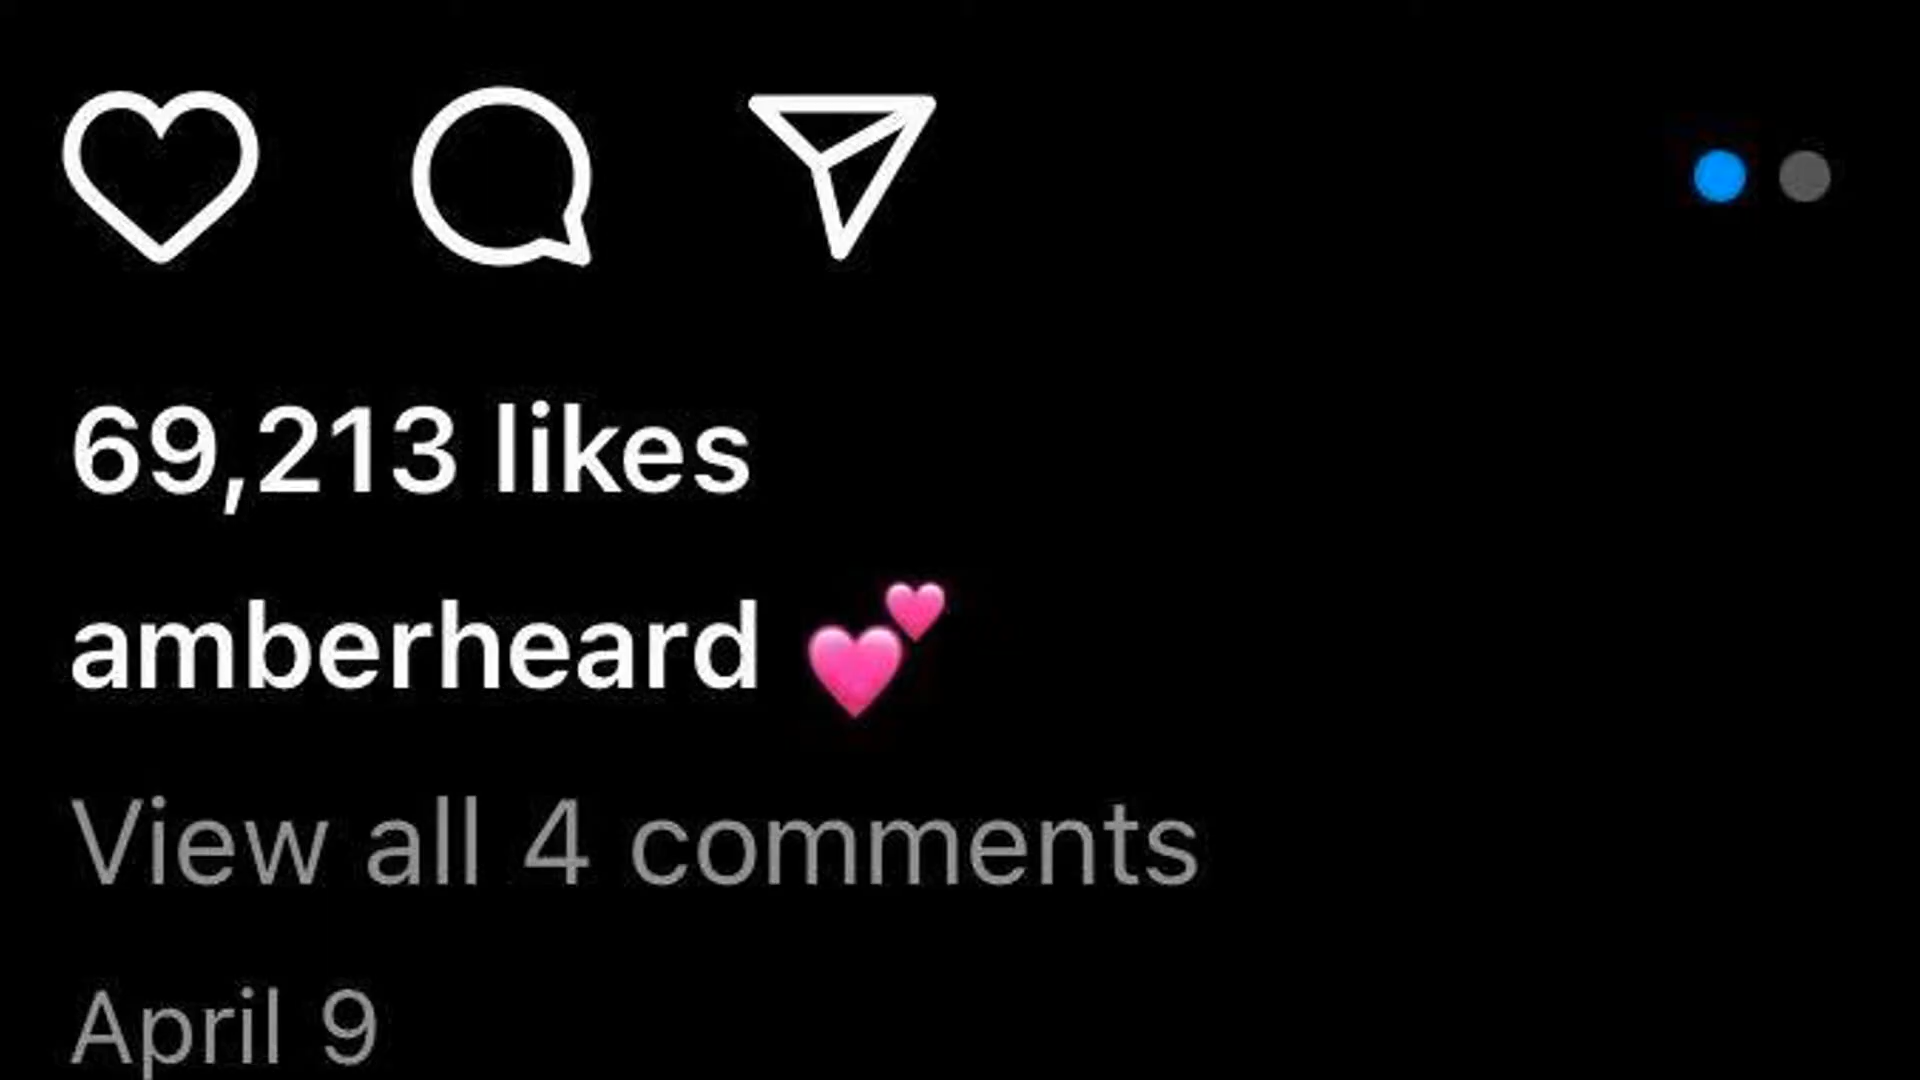 69,213 likes
amberheard 💕
View all 4 comments
April 9